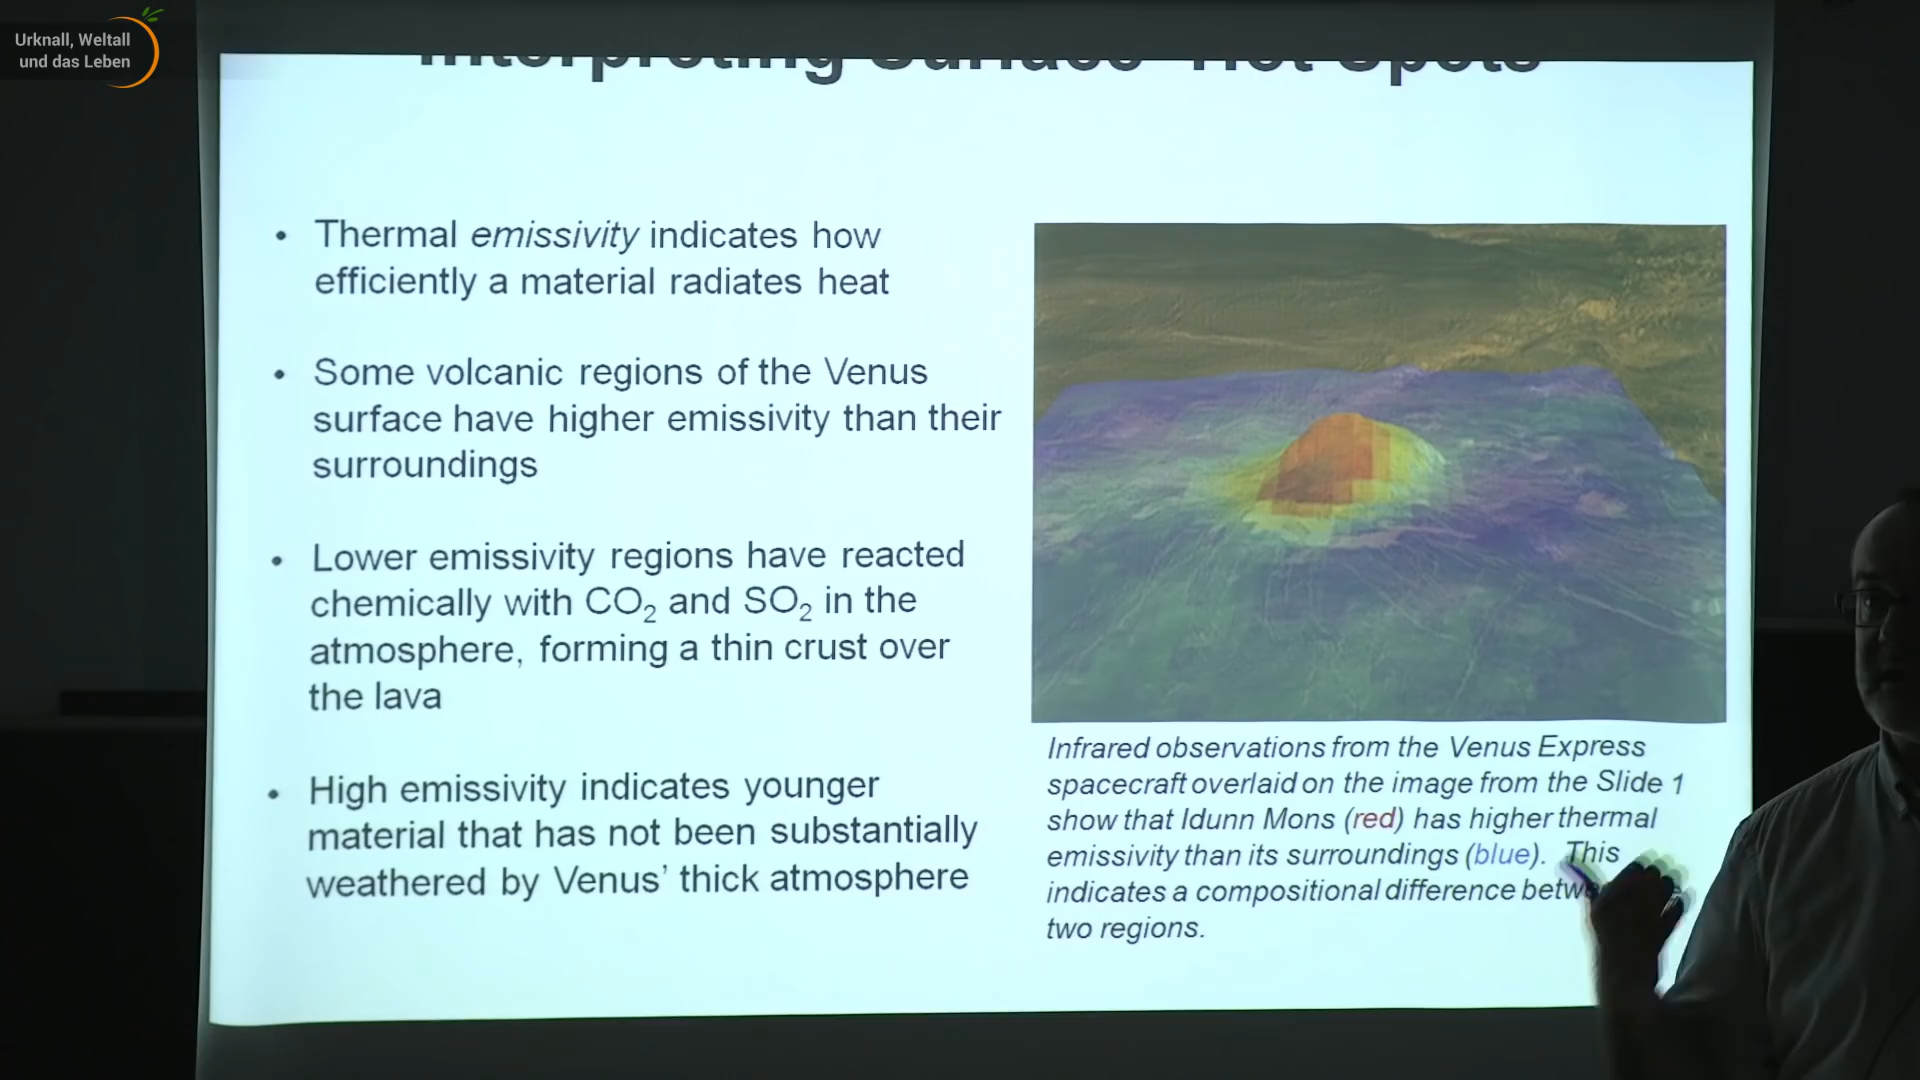 Urknall, Weltall
und das Leben
Interpreting Surface 'Hot Spots'
• Thermal emissivity indicates how
efficiently a material radiates heat
• Some volcanic regions of the Venus
surface have higher emissivity than their
surroundings
• Lower emissivity regions have reacted
chemically with CO₂ and SO₂ in the
atmosphere, forming a thin crust over
the lava
• High emissivity indicates younger
material that has not been substantially
weathered by Venus’ thick atmosphere
Infrared observations from the Venus Express
spacecraft overlaid on the image from the Slide 1
show that Idunn Mons (red) has higher thermal
emissivity than its surroundings (blue). This
indicates a compositional difference
two regions.